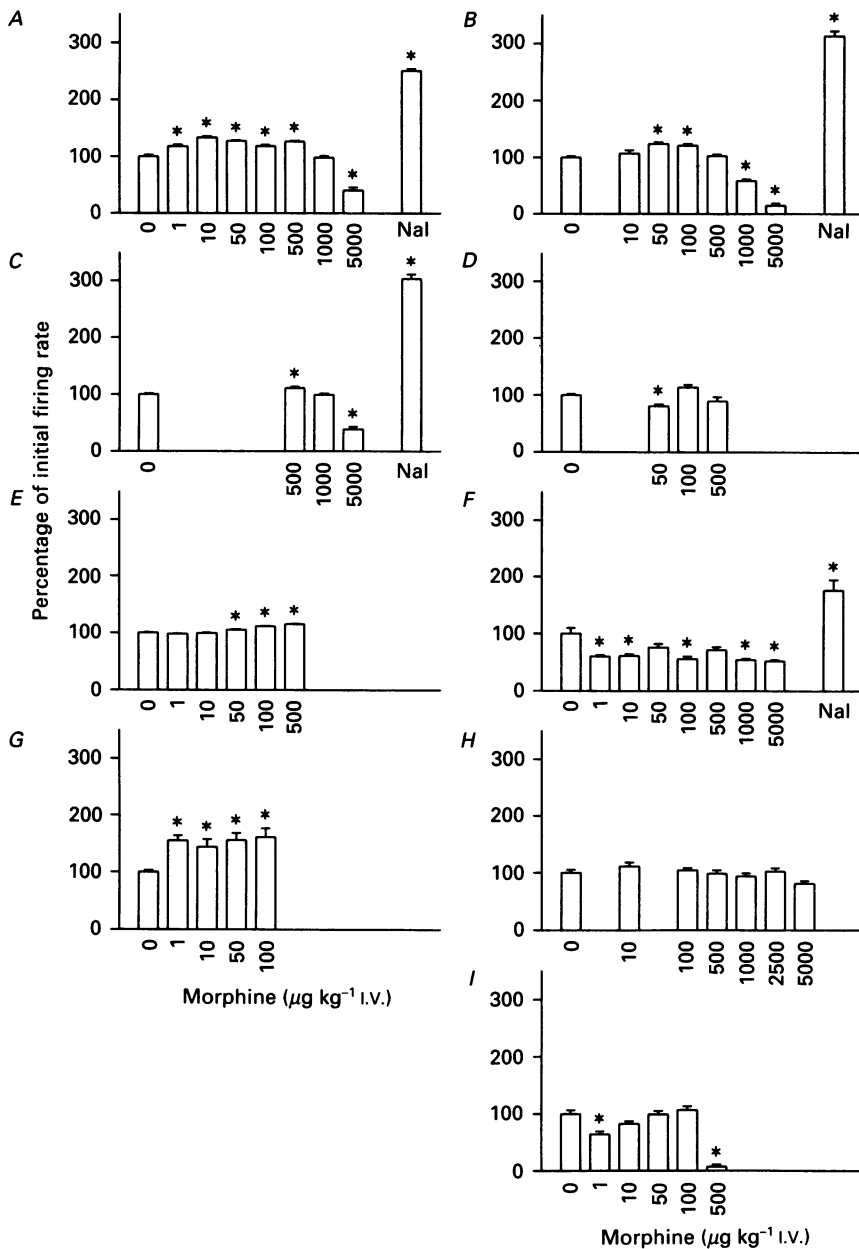 A
300
200
100
0
* * * * * * *
0 1 10 50 100 500 1000 5000 Nal
B
300
200
100
0
* * * * *
0 10 50 100 500 1000 5000 Nal
C
300
200
100
0
* * *
0 500 1000 5000 Nal
D
300
200
100
0
*
0 50 100 500
Percentage of initial firing rate
E
300
200
100
0
* * *
0 1 10 50 100 500
F
300
200
100
0
* * * * * *
0 1 10 50 100 500 1000 5000 Nal
G
300
200
100
0
* * * *
0 1 10 50 100
Morphine (μg kg⁻¹ I.V.)
H
300
200
100
0
0 10 100 500 1000 2500 5000
I
300
200
100
0
* *
0 1 10 50 100 500
Morphine (μg kg⁻¹ I.V.)